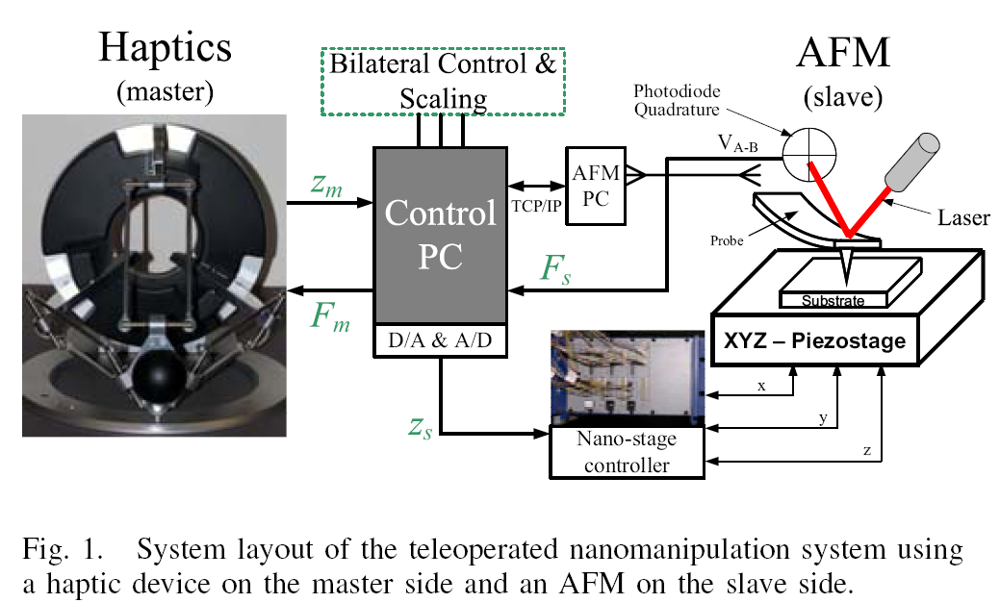 Haptics
(master)
Bilateral Control &
Scaling
AFM
(slave)
Photodiode
Quadrature
V_{A-B}
z_m
Control
PC
TCP/IP
AFM
PC
Probe
Laser
F_s
F_m
D/A & A/D
Substrate
XYZ – Piezostage
x
y
z
z_s
Nano-stage
controller
Fig. 1. System layout of the teleoperated nanomanipulation system using
a haptic device on the master side and an AFM on the slave side.